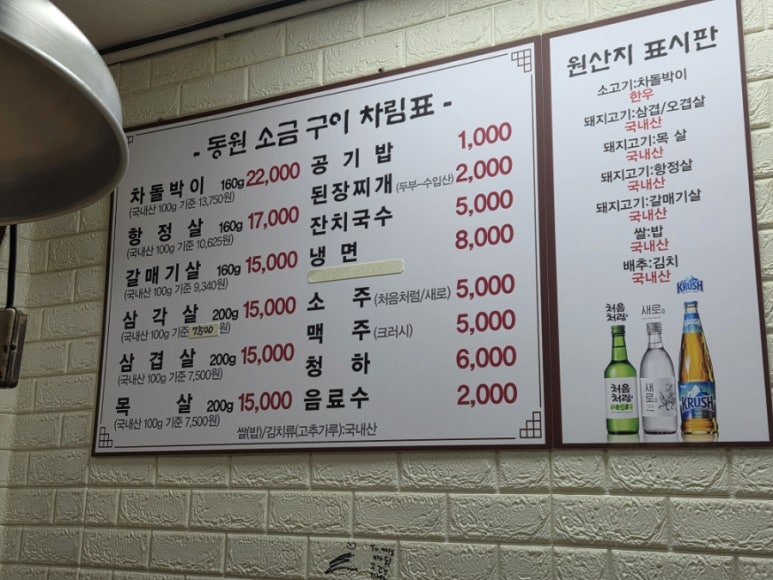 - 동원 소금 구이 차림표 -
차돌박이 160g 22,000
(국내산 100g 기준 13,750원)
항정살 160g 17,000
(국내산 100g 기준 10,625원)
갈매기살 160g 15,000
(국내산 100g 기준 9,340원)
삼각살 200g 15,000
(국내산 100g 기준 7,500원)
삼겹살 200g 15,000
(국내산 100g 기준 7,500원)
목살 200g 15,000
(국내산 100g 기준 7,500원)
공기밥 1,000
된장찌개 (두부-수입산) 2,000
잔치국수 5,000
냉면 8,000
소주 (처음처럼/새로) 5,000
맥주 (크러시) 5,000
청하 6,000
음료수 2,000
쌀(밥)/김치류(고추가루):국내산
원산지 표시판
소고기:차돌박이
한우
돼지고기:삼겹/오겹살
국내산
돼지고기:목 살
국내산
돼지고기:항정살
국내산
돼지고기:갈매기살
국내산
쌀:밥
국내산
배추:김치
국내산
처음처럼
새로
KRUSH
처음처럼
새로
KRUSH